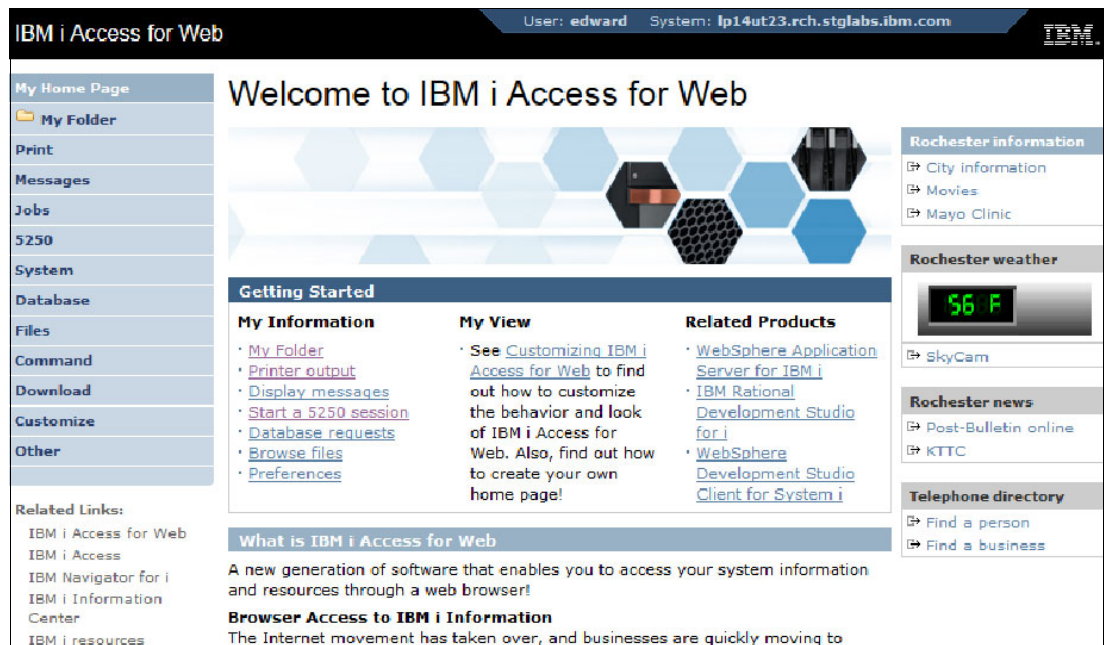 IBM i Access for Web
User: edward System: lp14ut23.rch.stglabs.ibm.com
IBM.
My Home Page
My Folder
Print
Messages
Jobs
5250
System
Database
Files
Command
Download
Customize
Other
Related Links:
IBM i Access for Web
IBM i Access
IBM Navigator for i
IBM i Information
Center
IBM i resources
Welcome to IBM i Access for Web
Getting Started
My Information
· My Folder
· Printer output
· Display messages
· Start a 5250 session
· Database requests
· Browse files
· Preferences
My View
· See Customizing IBM i
Access for Web to find
out how to customize
the behavior and look
of IBM i Access for
Web. Also, find out how
to create your own
home page!
Related Products
· WebSphere Application
Server for IBM i
· IBM Rational
Development Studio
for i
· WebSphere
Development Studio
Client for System i
What is IBM i Access for Web
A new generation of software that enables you to access your system information
and resources through a web browser!
Browser Access to IBM i Information
The Internet movement has taken over, and businesses are quickly moving to
Rochester information
City information
Movies
Mayo Clinic
Rochester weather
56 F
SkyCam
Rochester news
Post-Bulletin online
KTTC
Telephone directory
Find a person
Find a business